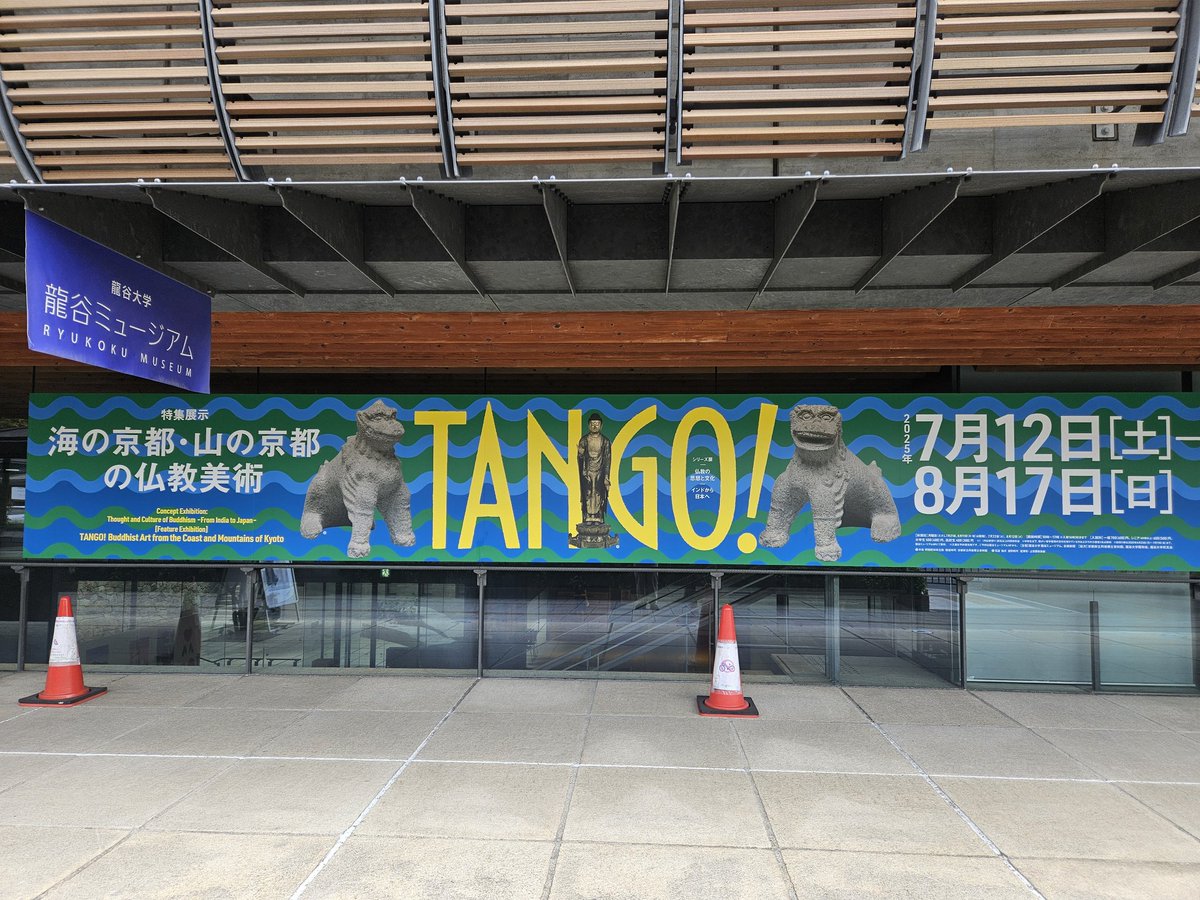 龍谷大学
龍谷ミュージアム
RYUKOKU MUSEUM
特集展示
海の京都・山の京都
の仏教美術
Concept Exhibition:
Thought and Culture of Buddhism -From India to Japan-
[Feature Exhibition]
TANGO! Buddhist Art from the Coast and Mountains of Kyoto
TANGO!
シリーズ展
仏教の
思想と文化
インドから
日本へ
2025年
7月12日[土]―
8月17日[日]